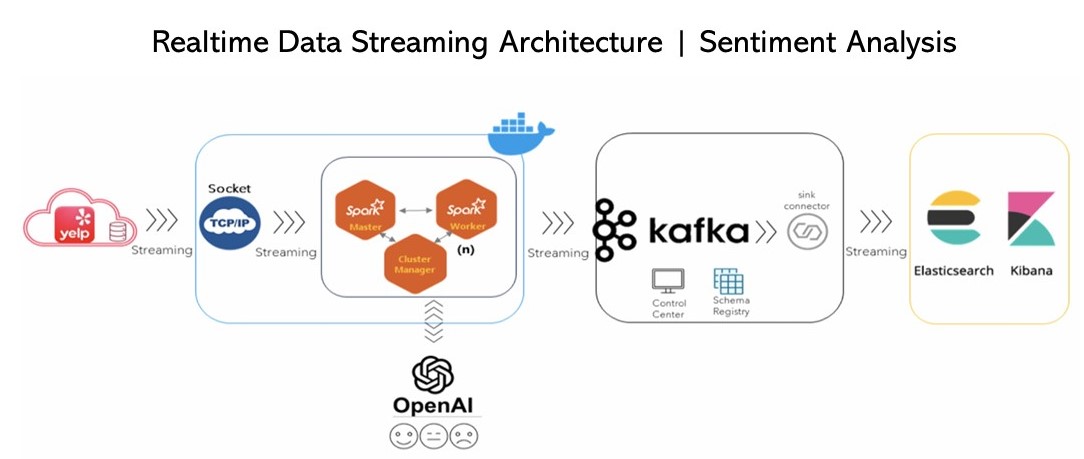 Realtime Data Streaming Architecture | Sentiment Analysis
yelp
Streaming
Socket
TCP/IP
Streaming
Spark
Master
Spark
Worker
(n)
Cluster
Manager
OpenAI
Streaming
kafka
sink
connector
Control
Center
Schema
Registry
Streaming
Elasticsearch
Kibana